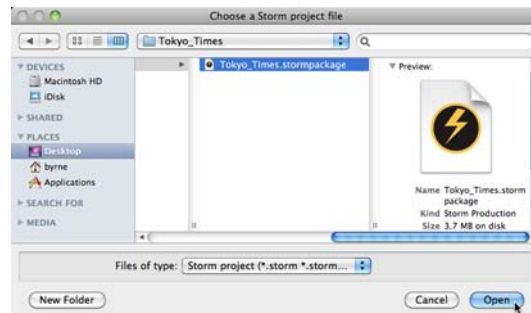 Choose a Storm project file
Tokyo_Times
DEVICES
Macintosh HD
iDisk
SHARED
PLACES
Desktop
byrne
Applications
SEARCH FOR
MEDIA
Tokyo_Times.stormpackage
Preview:
Name Tokyo_Times.storm
package
Kind Storm Production
Size 3.7 MB on disk
Files of type: Storm project (*.storm *.storm...
New Folder
Cancel
Open